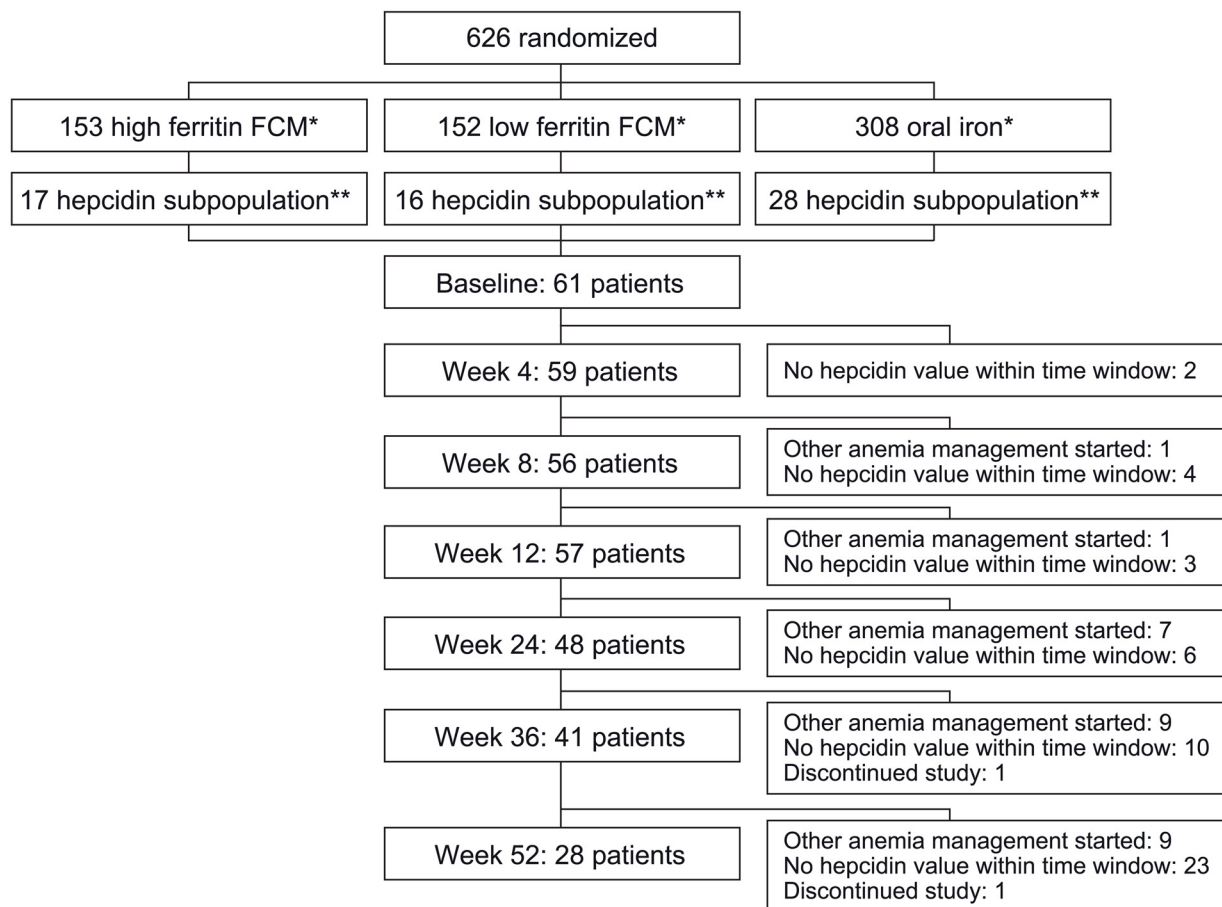 626 randomized
153 high ferritin FCM*
152 low ferritin FCM*
308 oral iron*
17 hepcidin subpopulation**
16 hepcidin subpopulation**
28 hepcidin subpopulation**
Baseline: 61 patients
Week 4: 59 patients
No hepcidin value within time window: 2
Week 8: 56 patients
Other anemia management started: 1
No hepcidin value within time window: 4
Week 12: 57 patients
Other anemia management started: 1
No hepcidin value within time window: 3
Week 24: 48 patients
Other anemia management started: 7
No hepcidin value within time window: 6
Week 36: 41 patients
Other anemia management started: 9
No hepcidin value within time window: 10
Discontinued study: 1
Week 52: 28 patients
Other anemia management started: 9
No hepcidin value within time window: 23
Discontinued study: 1